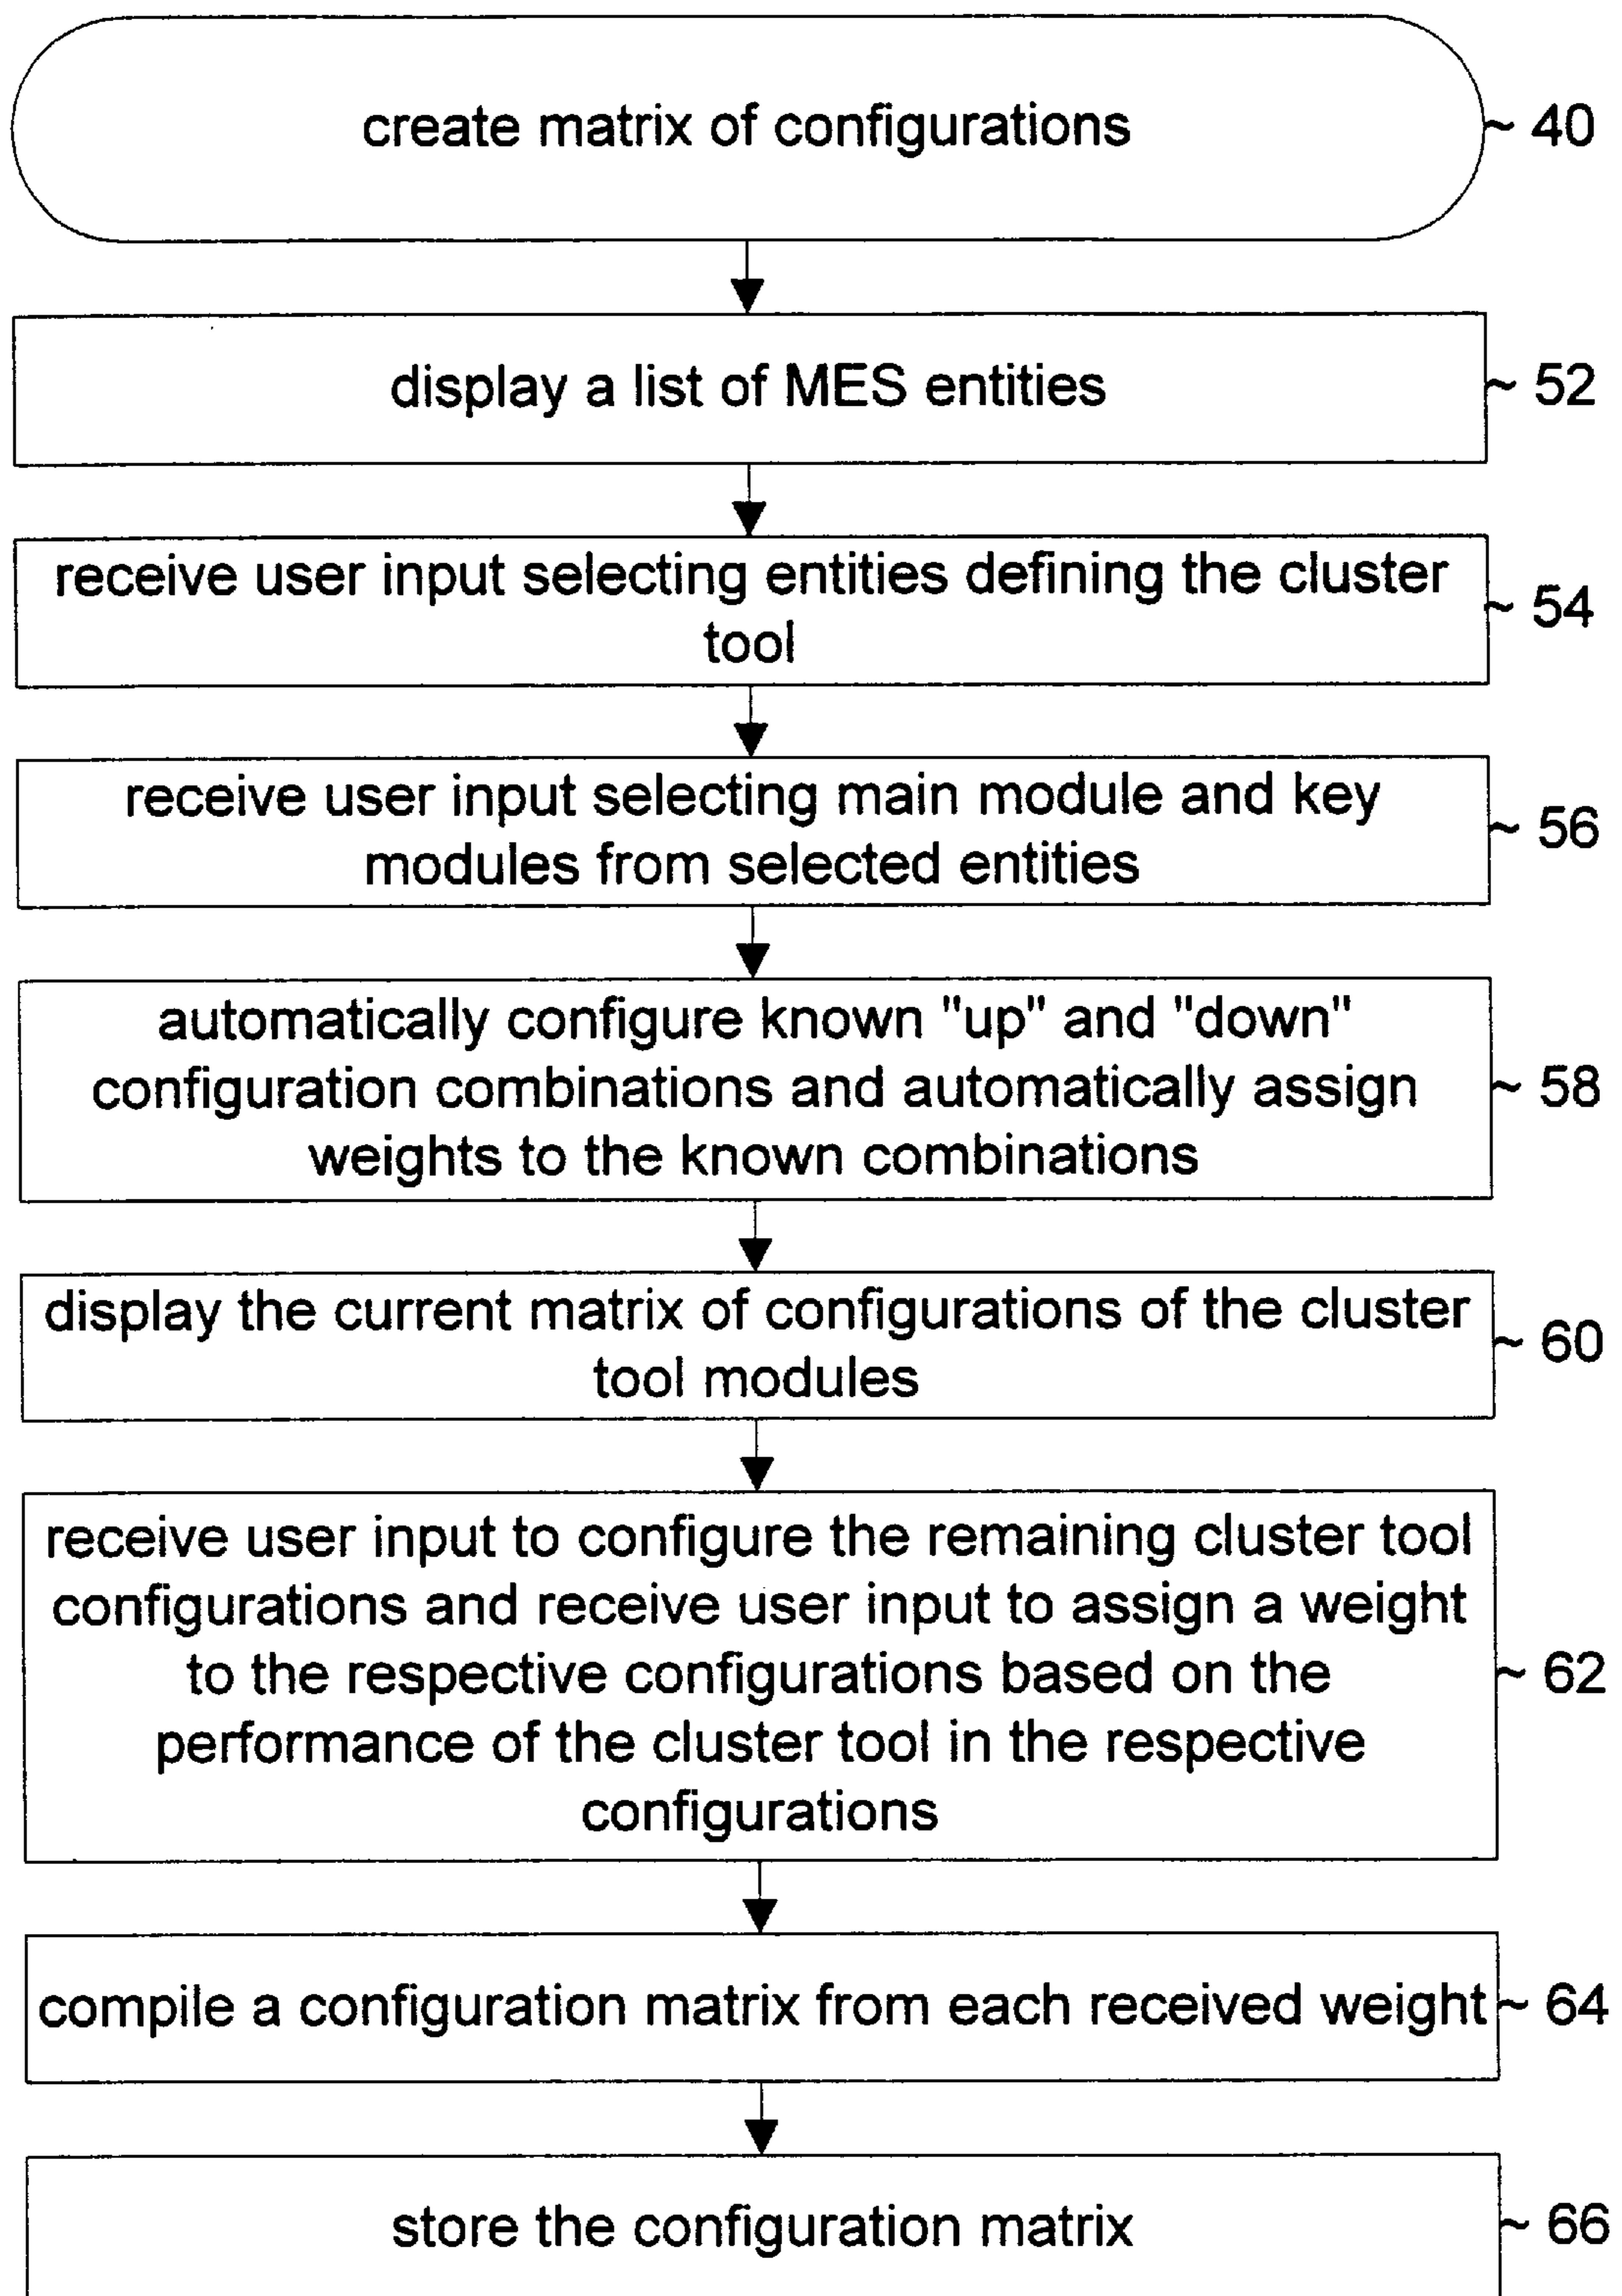 create matrix of configurations
~ 40
display a list of MES entities
~ 52
receive user input selecting entities defining the cluster
tool
~ 54
receive user input selecting main module and key
modules from selected entities
~ 56
automatically configure known "up" and "down"
configuration combinations and automatically assign
weights to the known combinations
~ 58
display the current matrix of configurations of the cluster
tool modules
~ 60
receive user input to configure the remaining cluster tool
configurations and receive user input to assign a weight
to the respective configurations based on the
performance of the cluster tool in the respective
configurations
~ 62
compile a configuration matrix from each received weight
~ 64
store the configuration matrix
~ 66